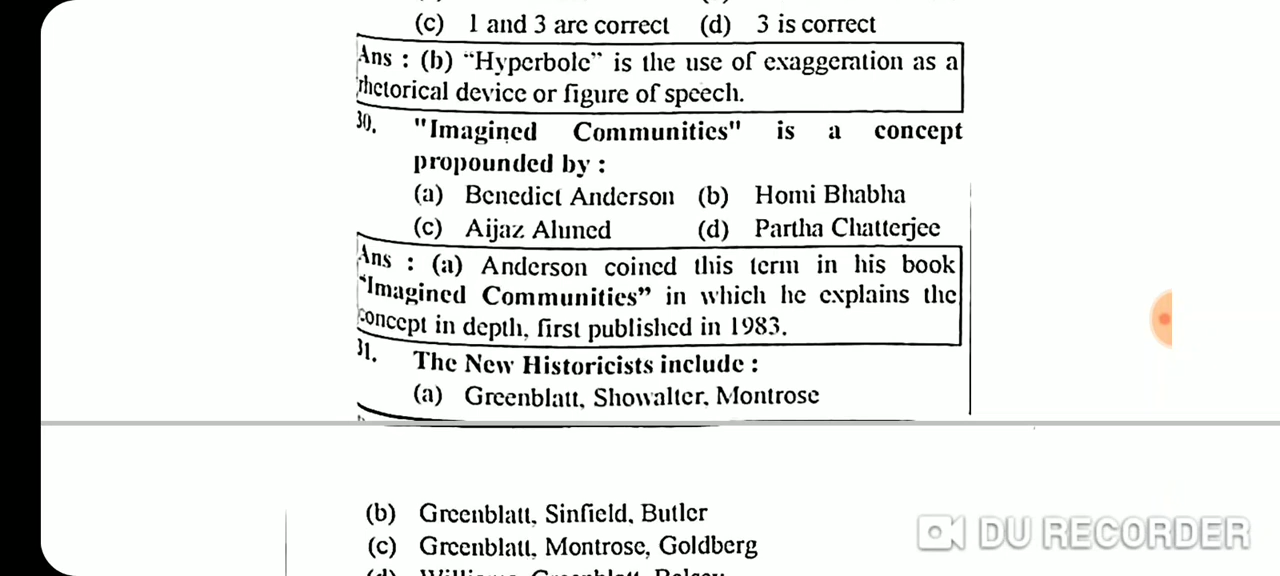 (c) 1 and 3 are correct (d) 3 is correct
Ans : (b) “Hyperbole” is the use of exaggeration as a
rhetorical device or figure of speech.
30. "Imagined Communities" is a concept
propounded by :
(a) Benedict Anderson (b) Homi Bhabha
(c) Aijaz Ahmed (d) Partha Chatterjee
Ans : (a) Anderson coined this term in his book
“Imagined Communities” in which he explains the
concept in depth, first published in 1983.
31. The New Historicists include :
(a) Greenblatt, Showalter, Montrose
(b) Greenblatt, Sinfield, Butler
(c) Greenblatt, Montrose, Goldberg
(d) Williams, Greenblatt, Belsey
DU RECORDER